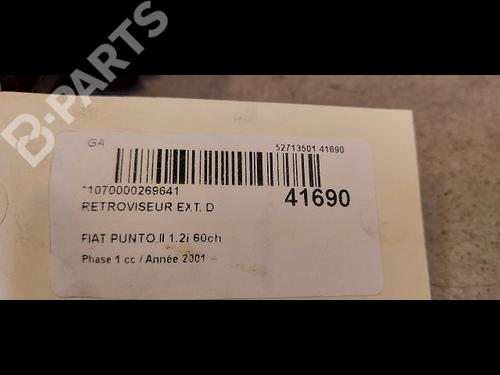 B-PARTS
GA
52713501 41690
*1070000269641
41690
RETROVISEUR EXT. D
FIAT PUNTO II 1.2i 60ch
Phase 1 cc / Année 2001